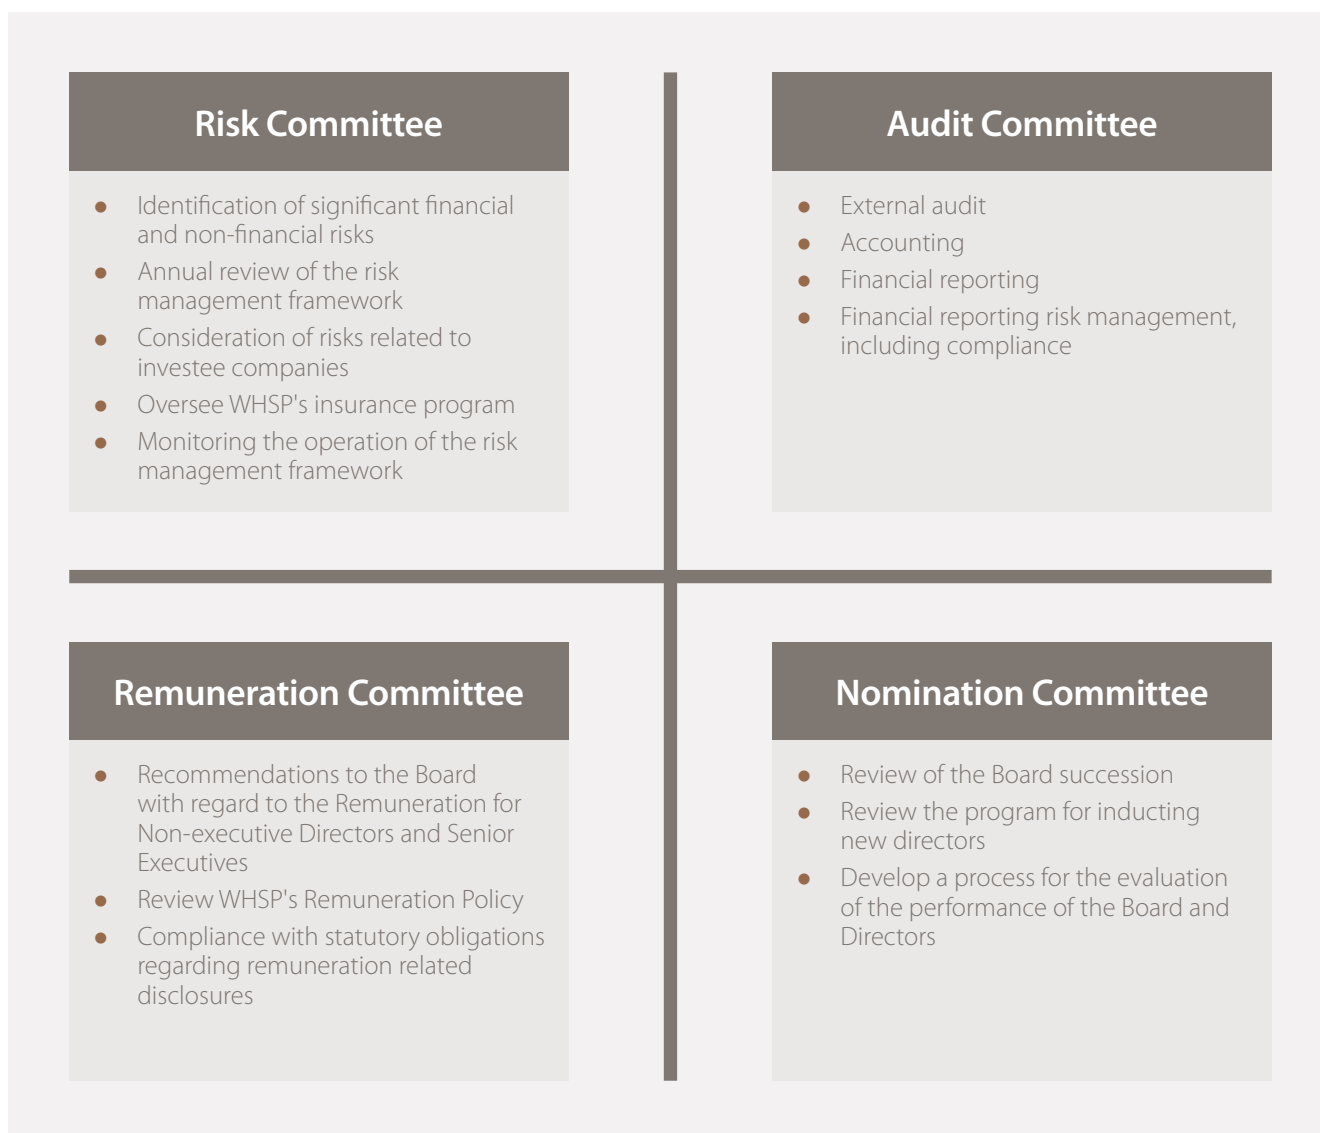 Risk Committee
● Identification of significant financial
and non-financial risks
● Annual review of the risk
management framework
● Consideration of risks related to
investee companies
● Oversee WHSP's insurance program
● Monitoring the operation of the risk
management framework
Audit Committee
● External audit
● Accounting
● Financial reporting
● Financial reporting risk management,
including compliance
Remuneration Committee
● Recommendations to the Board
with regard to the Remuneration for
Non-executive Directors and Senior
Executives
● Review WHSP's Remuneration Policy
● Compliance with statutory obligations
regarding remuneration related
disclosures
Nomination Committee
● Review of the Board succession
● Review the program for inducting
new directors
● Develop a process for the evaluation
of the performance of the Board and
Directors